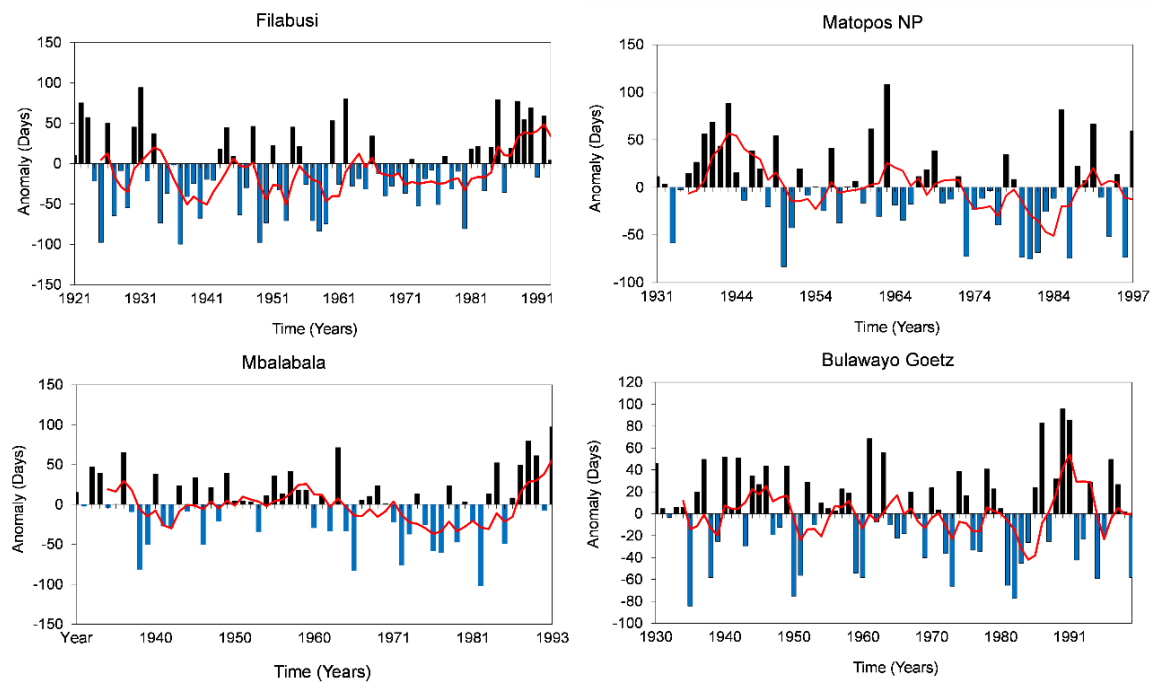 Filabusi
150
100
50
0
-50
-100
-150
Anomaly (Days)
1921 1931 1941 1951 1961 1971 1981 1991
Time (Years)
Matopos NP
150
100
50
0
-50
-100
Anomaly (Days)
1931 1944 1954 1964 1974 1984 1997
Time (Years)
Mbalabala
150
100
50
0
-50
-100
-150
Anomaly (Days)
Year 1940 1950 1960 1971 1981 1993
Time (Years)
Bulawayo Goetz
120
100
80
60
40
20
0
-20
-40
-60
-80
-100
Anomaly (Days)
1930 1940 1950 1960 1970 1980 1991
Time (Years)